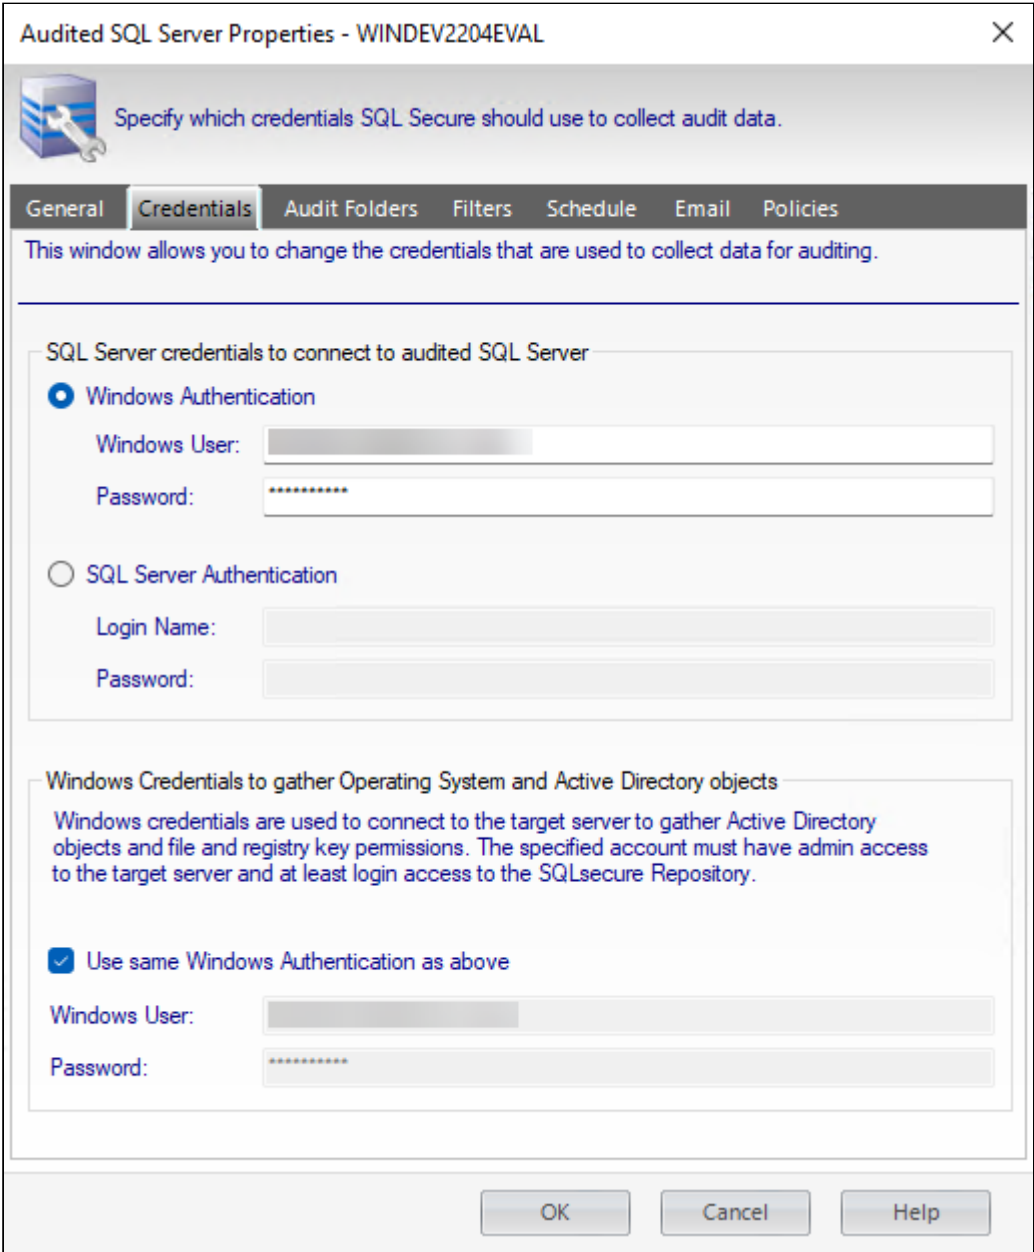 Audited SQL Server Properties - WINDEV2204EVAL
Specify which credentials SQL Secure should use to collect audit data.
General Credentials Audit Folders Filters Schedule Email Policies
This window allows you to change the credentials that are used to collect data for auditing.
SQL Server credentials to connect to audited SQL Server
Windows Authentication
Windows User:
Password: **********
SQL Server Authentication
Login Name:
Password:
Windows Credentials to gather Operating System and Active Directory objects
Windows credentials are used to connect to the target server to gather Active Directory
objects and file and registry key permissions. The specified account must have admin access
to the target server and at least login access to the SQLsecure Repository.
Use same Windows Authentication as above
Windows User:
Password: **********
OK Cancel Help